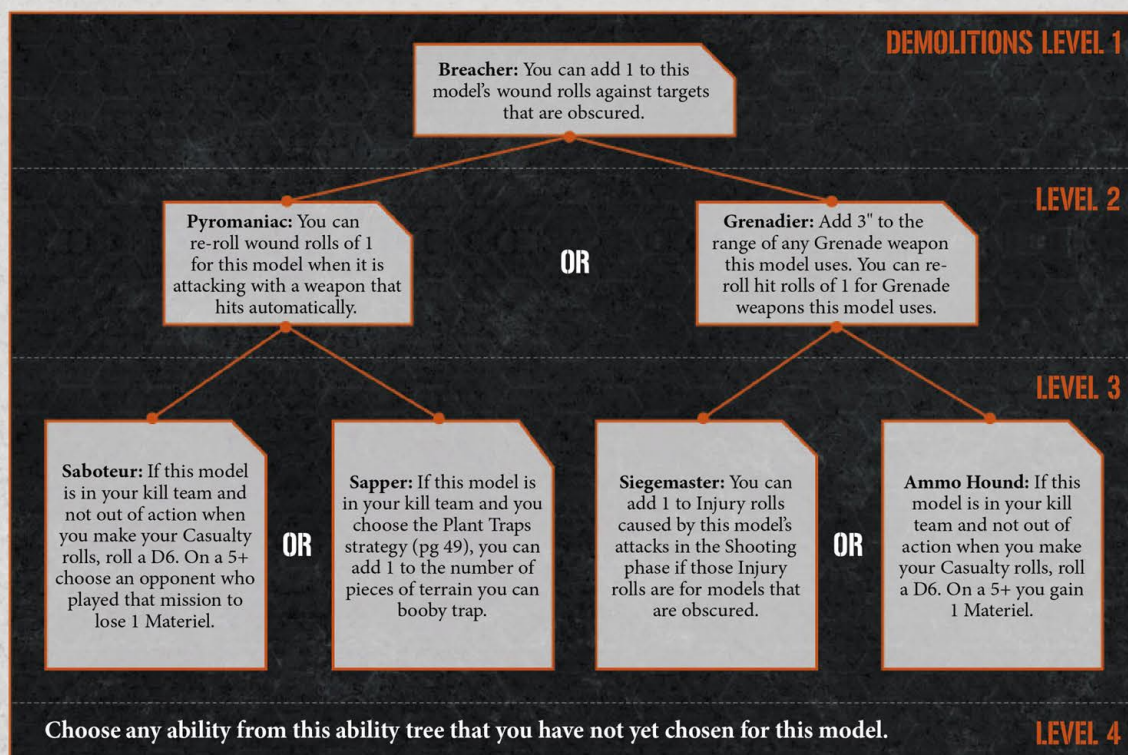 DEMOLITIONS LEVEL 1
Breacher: You can add 1 to this
model's wound rolls against targets
that are obscured.
LEVEL 2
Pyromaniac: You can
re-roll wound rolls of 1
for this model when it is
attacking with a weapon that
hits automatically.
OR
Grenadier: Add 3" to the
range of any Grenade weapon
this model uses. You can re-
roll hit rolls of 1 for Grenade
weapons this model uses.
LEVEL 3
Saboteur: If this model
is in your kill team and
not out of action when
you make your Casualty
rolls, roll a D6. On a 5+
choose an opponent who
played that mission to
lose 1 Materiel.
OR
Sapper: If this model is
in your kill team and you
choose the Plant Traps
strategy (pg 49), you can
add 1 to the number of
pieces of terrain you can
booby trap.
Siegemaster: You can
add 1 to Injury rolls
caused by this model's
attacks in the Shooting
phase if those Injury
rolls are for models that
are obscured.
OR
Ammo Hound: If this
model is in your kill
team and not out of
action when you make
your Casualty rolls, roll
a D6. On a 5+ you gain
1 Materiel.
Choose any ability from this ability tree that you have not yet chosen for this model.
LEVEL 4